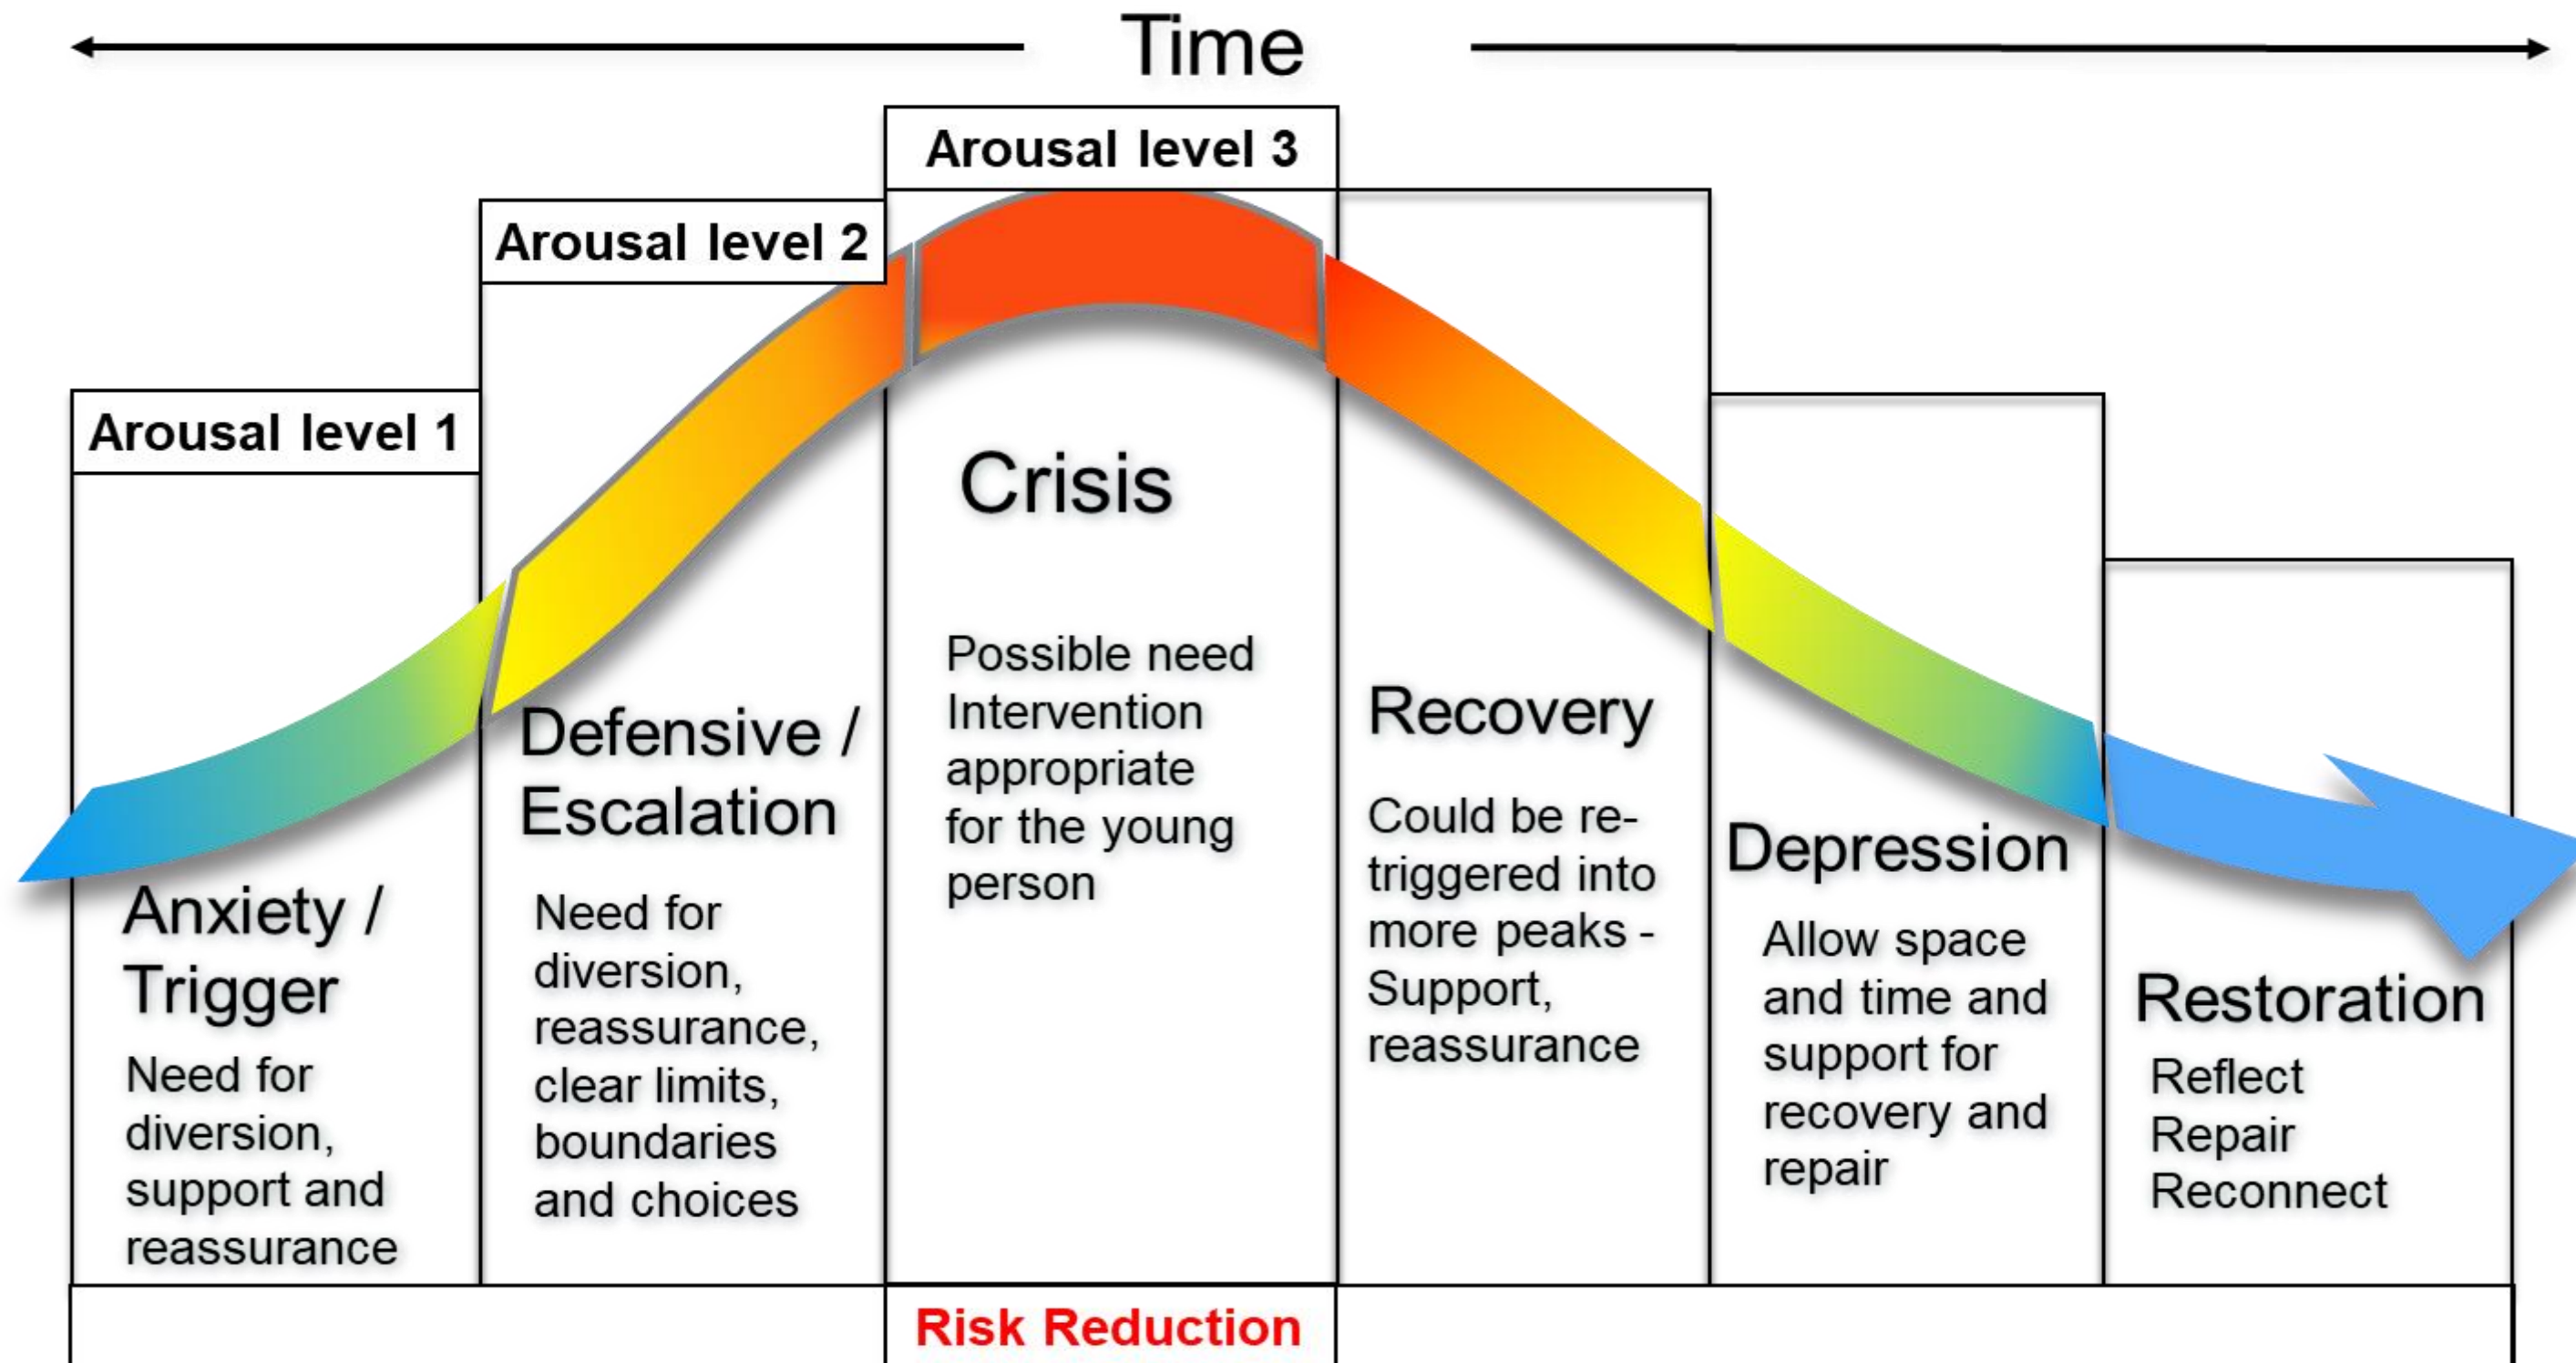 Time
Arousal level 1
Arousal level 2
Arousal level 3
Anxiety /
Trigger
Need for
diversion,
support and
reassurance
Defensive /
Escalation
Need for
diversion,
reassurance,
clear limits,
boundaries
and choices
Crisis
Possible need
Intervention
appropriate
for the young
person
Recovery
Could be re-
triggered into
more peaks -
Support,
reassurance
Depression
Allow space
and time and
support for
recovery and
repair
Restoration
Reflect
Repair
Reconnect
Risk Reduction